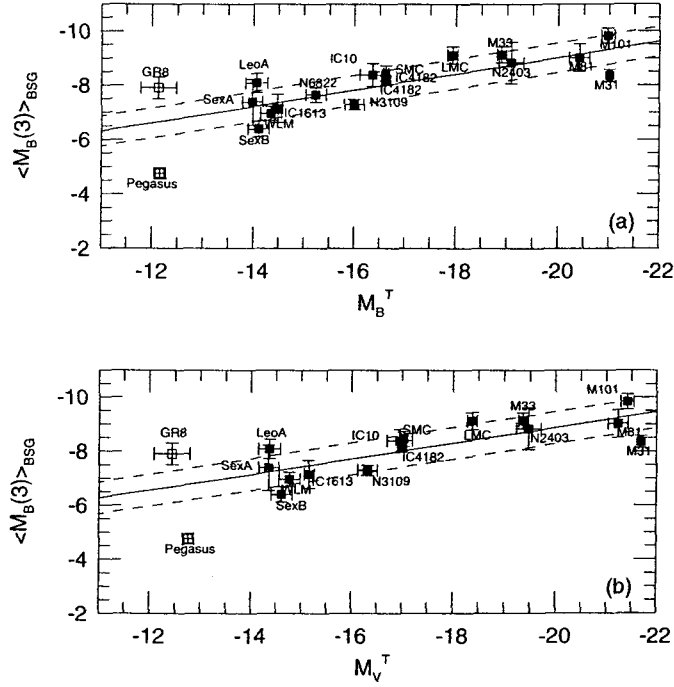 -10
M101
M33
GR8
LeoA
IC10
SMC
LMC
IC4182
M81
-8
N6822
IC4182
N2403
M31
SexA
IC1613
N3109
-6
WLM
SexB
<M_B(3)>_BSG
Pegasus
-4
(a)
-2
-12 -14 -16 -18 -20 -22
M_B^T
-10
M101
M33
GR8
LeoA
IC10
SMC
-8
LMC
N2403
M81
IC4182
M31
SexA
WLM
IC1613
N3109
-6
SexB
<M_B(3)>_BSG
Pegasus
-4
(b)
-2
-12 -14 -16 -18 -20 -22
M_V^T